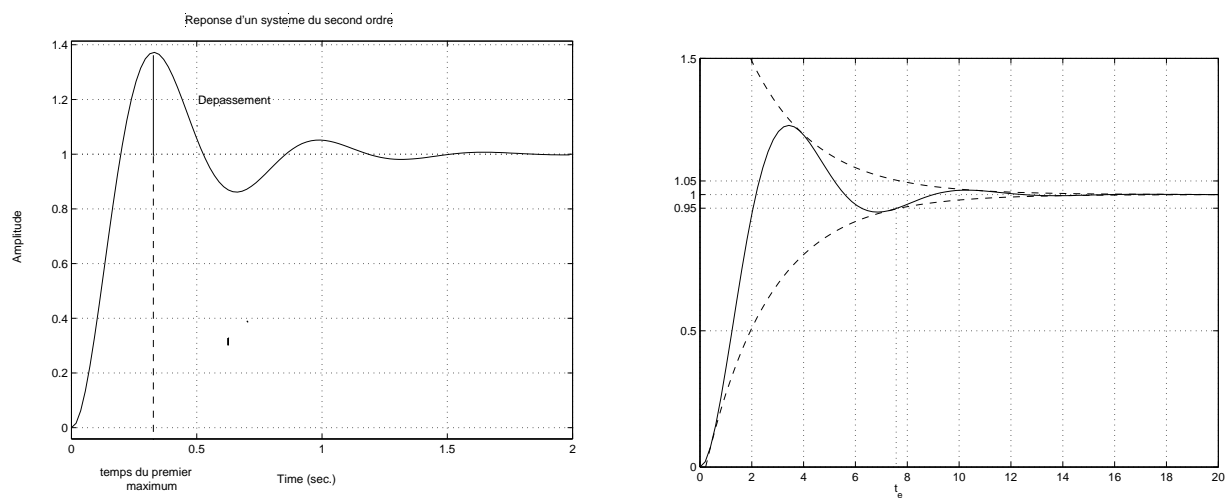 Reponse d'un systeme du second ordre
1.4
1.2
1
0.8
0.6
0.4
0.2
0
Amplitude
Depassement
0 0.5 1 1.5 2
temps du premier
maximum
Time (sec.)
1.5
1.05
1
0.95
0.5
0
0 2 4 6 8 10 12 14 16 18 20
t_e